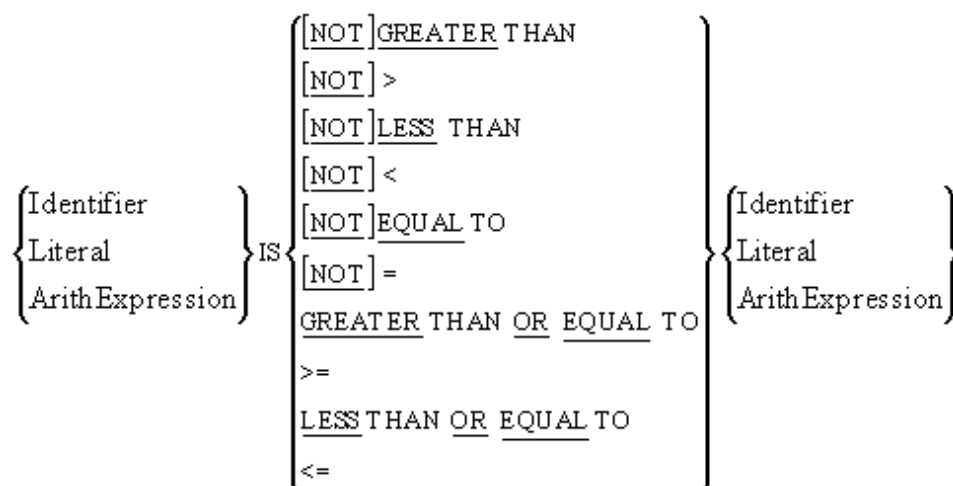 [NOT]GREATER THAN
[NOT] >
[NOT]LESS THAN
[NOT] <
[NOT]EQUAL TO
[NOT] =
GREATER THAN OR EQUAL TO
>=
LESS THAN OR EQUAL TO
<=
Identifier
Literal
ArithExpression
IS
Identifier
Literal
ArithExpression